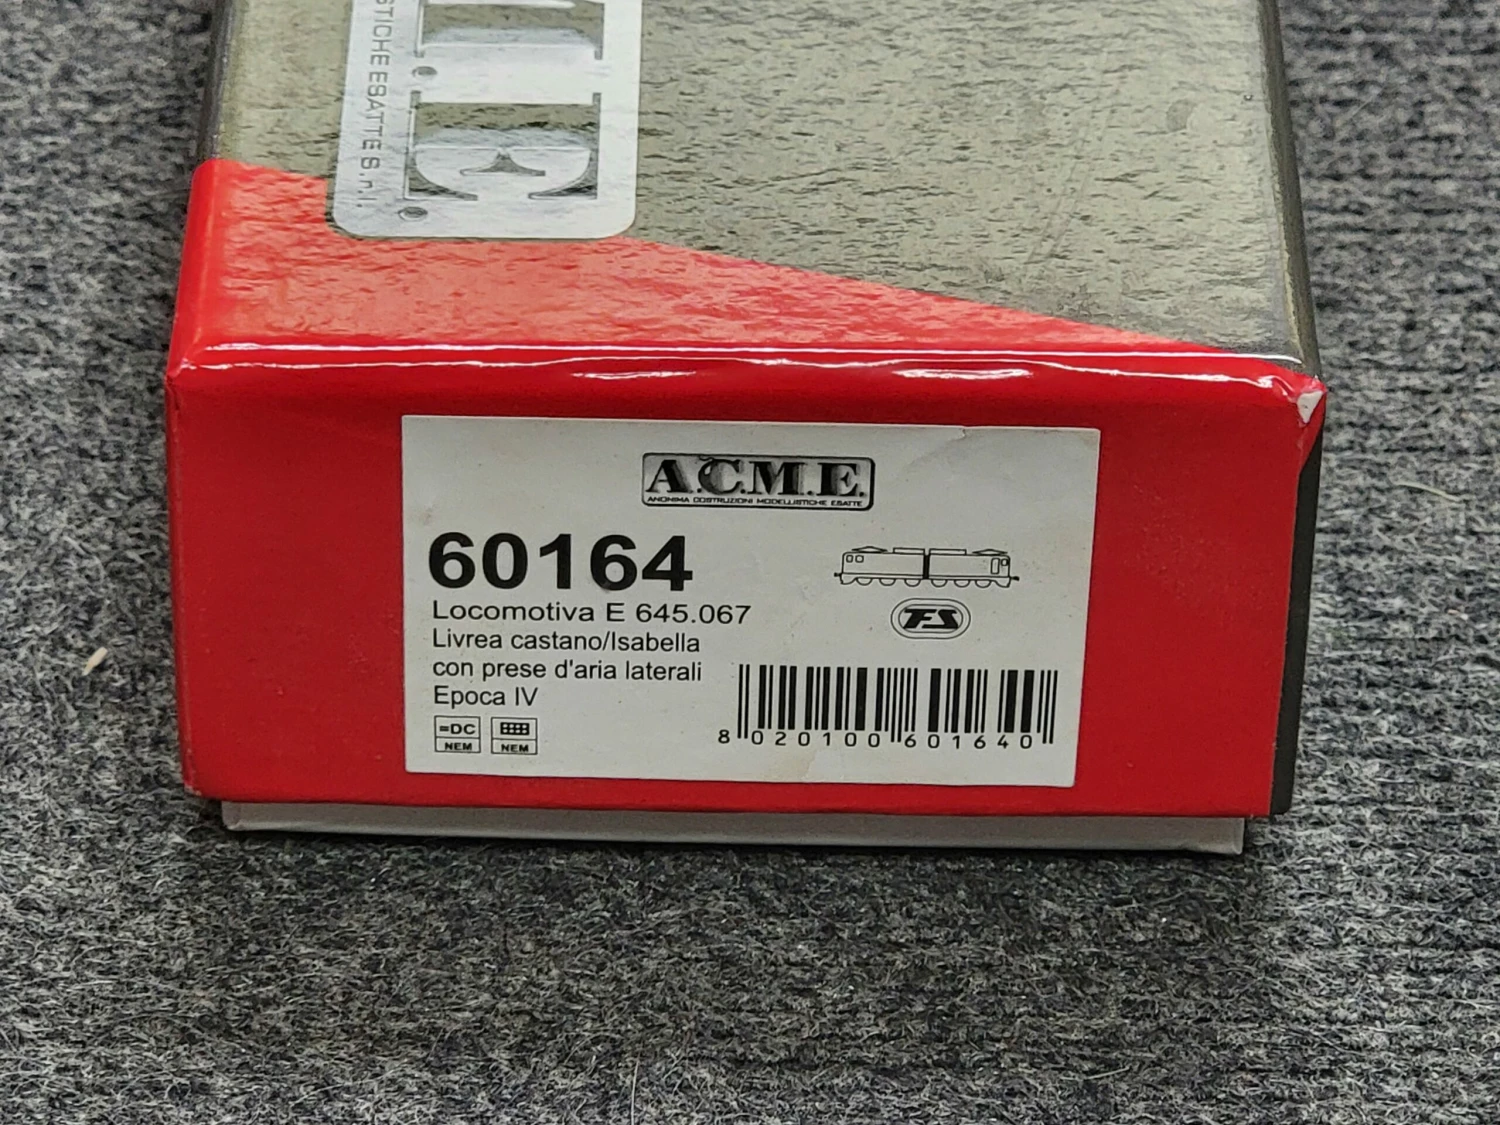 STICHE ESATTE S.r.l.
M.E.
A.C.M.E.
ANONIMA COSTRUZIONI MODELLISTICHE ESATTE
60164
Locomotiva E 645.067
Livrea castano/Isabella
con prese d'aria laterali
Epoca IV
=DC
NEM
NEM
FS
8 020100 601640